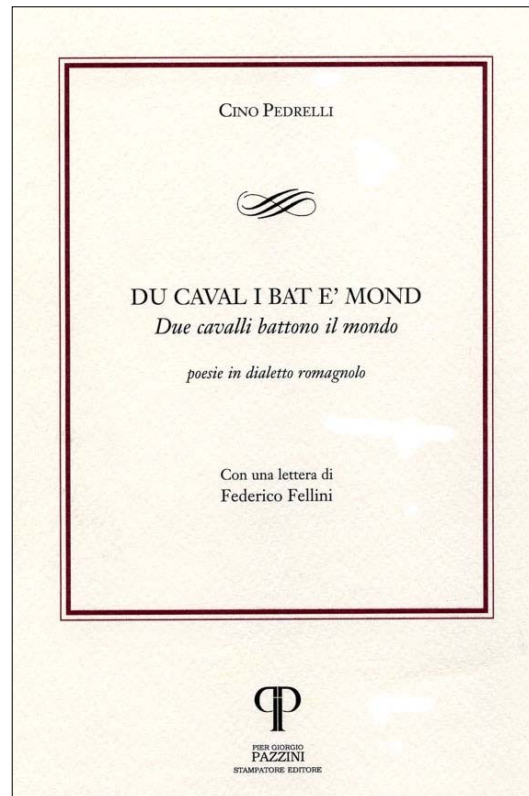 CINO PEDRELLI
DU CAVAL I BAT E' MOND
Due cavalli battono il mondo
poesie in dialetto romagnolo
Con una lettera di
Federico Fellini
PIER GIORGIO
PAZZINI
STAMPATORE EDITORE